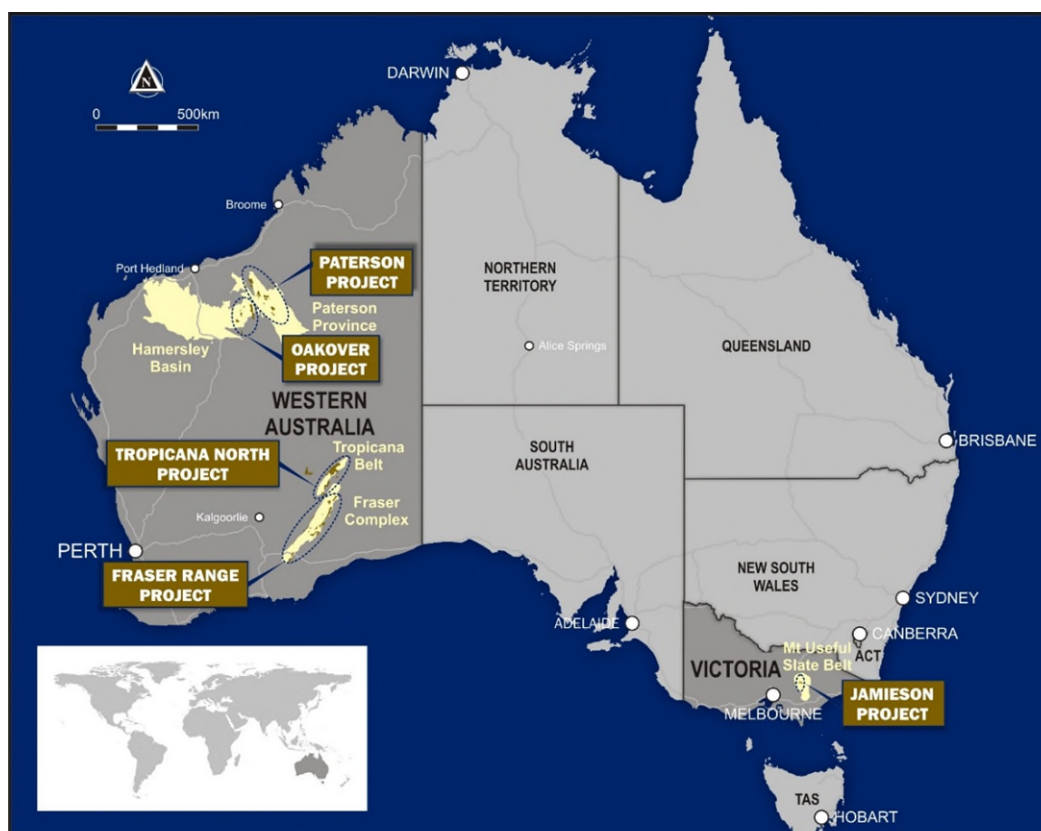 DARWIN
N
0 500km
Broome
Port Hedland
PATERSON
PROJECT
NORTHERN
TERRITORY
Paterson
Province
Alice Springs
QUEENSLAND
Hamersley
Basin
OAKOVER
PROJECT
WESTERN
AUSTRALIA
TROPICANA NORTH
PROJECT
Tropicana
Belt
SOUTH
AUSTRALIA
BRISBANE
Fraser
Complex
Kalgoorlie
PERTH
FRASER RANGE
PROJECT
NEW SOUTH
WALES
SYDNEY
ADELAIDE
CANBERRA
ACT
Mt Useful
Slate Belt
VICTORIA
MELBOURNE
JAMIESON
PROJECT
TAS
HOBART